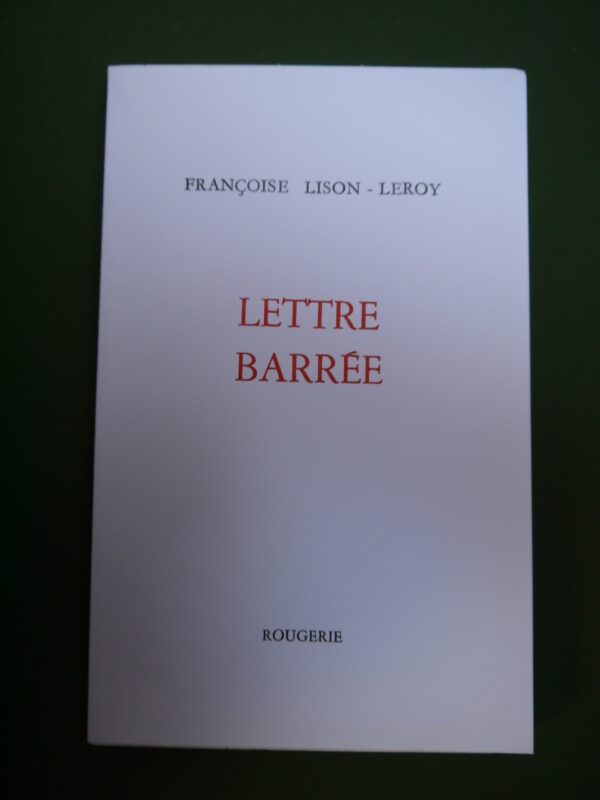 FRANÇOISE LISON - LEROY
LETTRE
BARRÉE
ROUGERIE